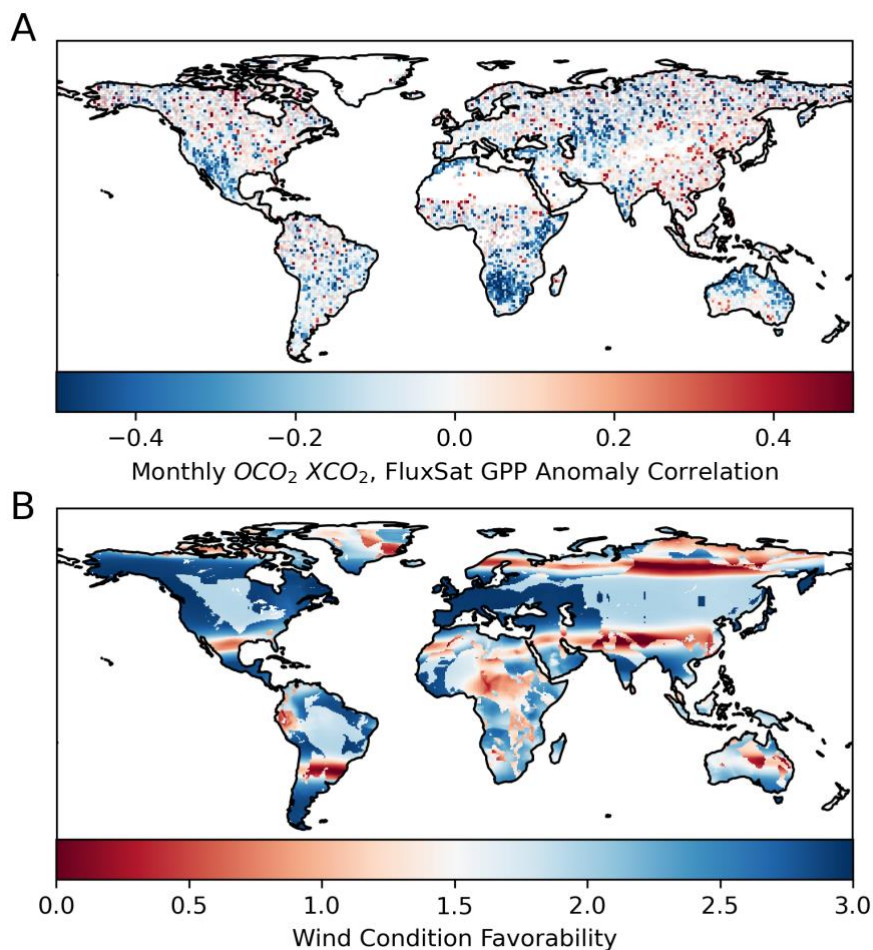 A
−0.4 −0.2 0.0 0.2 0.4
Monthly OCO₂ XCO₂, FluxSat GPP Anomaly Correlation
B
0.0 0.5 1.0 1.5 2.0 2.5 3.0
Wind Condition Favorability